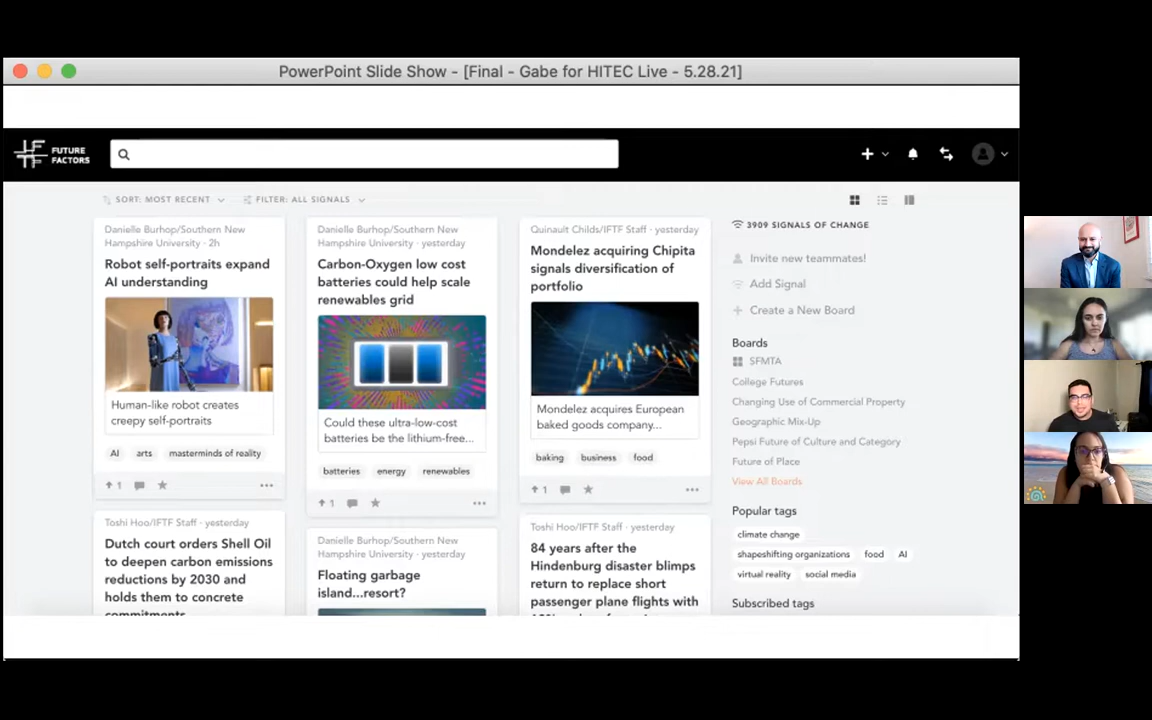 PowerPoint Slide Show - [Final - Gabe for HITEC Live - 5.28.21]
FUTURE
FACTORS
SORT: MOST RECENT
FILTER: ALL SIGNALS
Danielle Burhop/Southern New
Hampshire University · 2h
Robot self-portraits expand
AI understanding
Human-like robot creates
creepy self-portraits
AI arts masterminds of reality
1
Toshi Hoo/IFTF Staff · yesterday
Dutch court orders Shell Oil
to deepen carbon emissions
reductions by 2030 and
holds them to concrete
commitments
Danielle Burhop/Southern New
Hampshire University · yesterday
Carbon-Oxygen low cost
batteries could help scale
renewables grid
Could these ultra-low-cost
batteries be the lithium-free...
batteries energy renewables
1
Danielle Burhop/Southern New
Hampshire University · yesterday
Floating garbage
island...resort?
Quinault Childs/IFTF Staff · yesterday
Mondelez acquiring Chipita
signals diversification of
portfolio
Mondelez acquires European
baked goods company...
baking business food
1
Toshi Hoo/IFTF Staff · yesterday
84 years after the
Hindenburg disaster blimps
return to replace short
passenger plane flights with
3909 SIGNALS OF CHANGE
Invite new teammates!
Add Signal
Create a New Board
Boards
SFMTA
College Futures
Changing Use of Commercial Property
Geographic Mix-Up
Pepsi Future of Culture and Category
Future of Place
View All Boards
Popular tags
climate change
shapeshifting organizations food AI
virtual reality social media
Subscribed tags